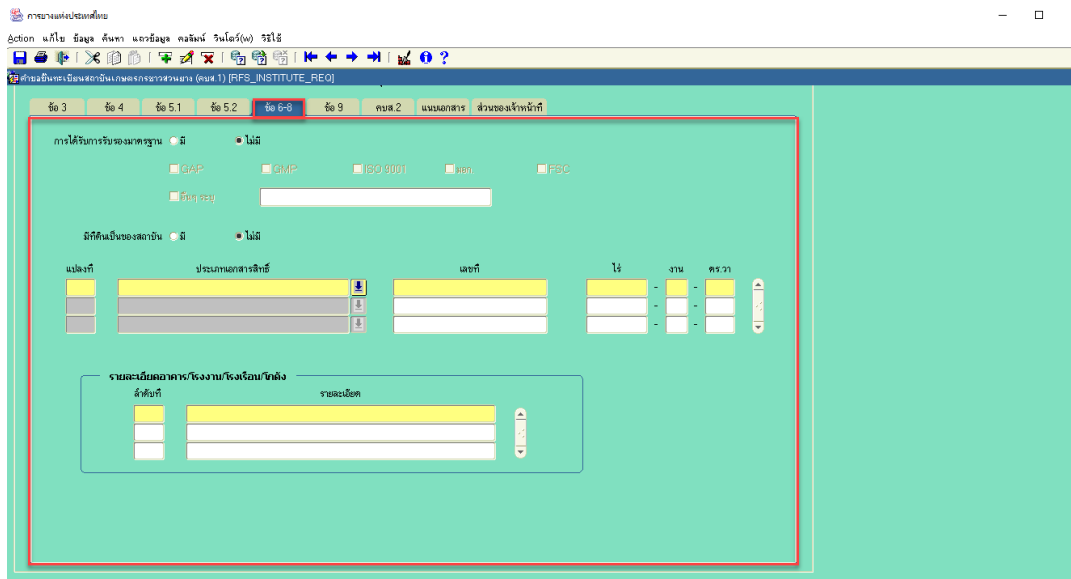 การยางแห่งประเทศไทย
Action แก้ไข ข้อมูล ค้นหา แถวข้อมูล คอลัมน์ วินโดว์(w) วิธีใช้
คำขอขึ้นทะเบียนสถาบันเกษตรกรชาวสวนยาง (คบส.1) [RFS_INSTITUTE_REQ]
ข้อ 3 ข้อ 4 ข้อ 5.1 ข้อ 5.2 ข้อ 6-8 ข้อ 9 คบส.2 แนบเอกสาร ส่วนของเจ้าหน้าที่
การได้รับการรับรองมาตรฐาน มี ไม่มี
GAP GMP ISO 9001 มอก. FSC
อื่นๆ ระบุ
มีที่ดินเป็นของสถาบัน มี ไม่มี
แปลงที่ ประเภทเอกสารสิทธิ์ เลขที่ ไร่ งาน ตร.วา
- -
- -
- -
รายละเอียดอาคาร/โรงงาน/โรงเรือน/โกดัง
ลำดับที่ รายละเอียด